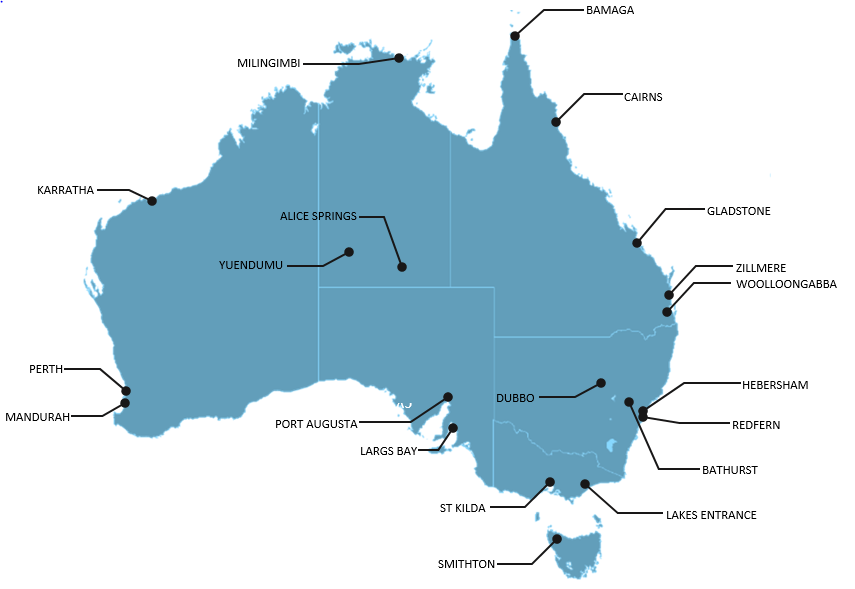 BAMAGA
MILINGIMBI
CAIRNS
KARRATHA
ALICE SPRINGS
GLADSTONE
YUENDUMU
ZILLMERE
WOOLLOONGABBA
PERTH
HEBERSHAM
DUBBO
MANDURAH
PORT AUGUSTA
REDFERN
LARGS BAY
BATHURST
ST KILDA
LAKES ENTRANCE
SMITHTON